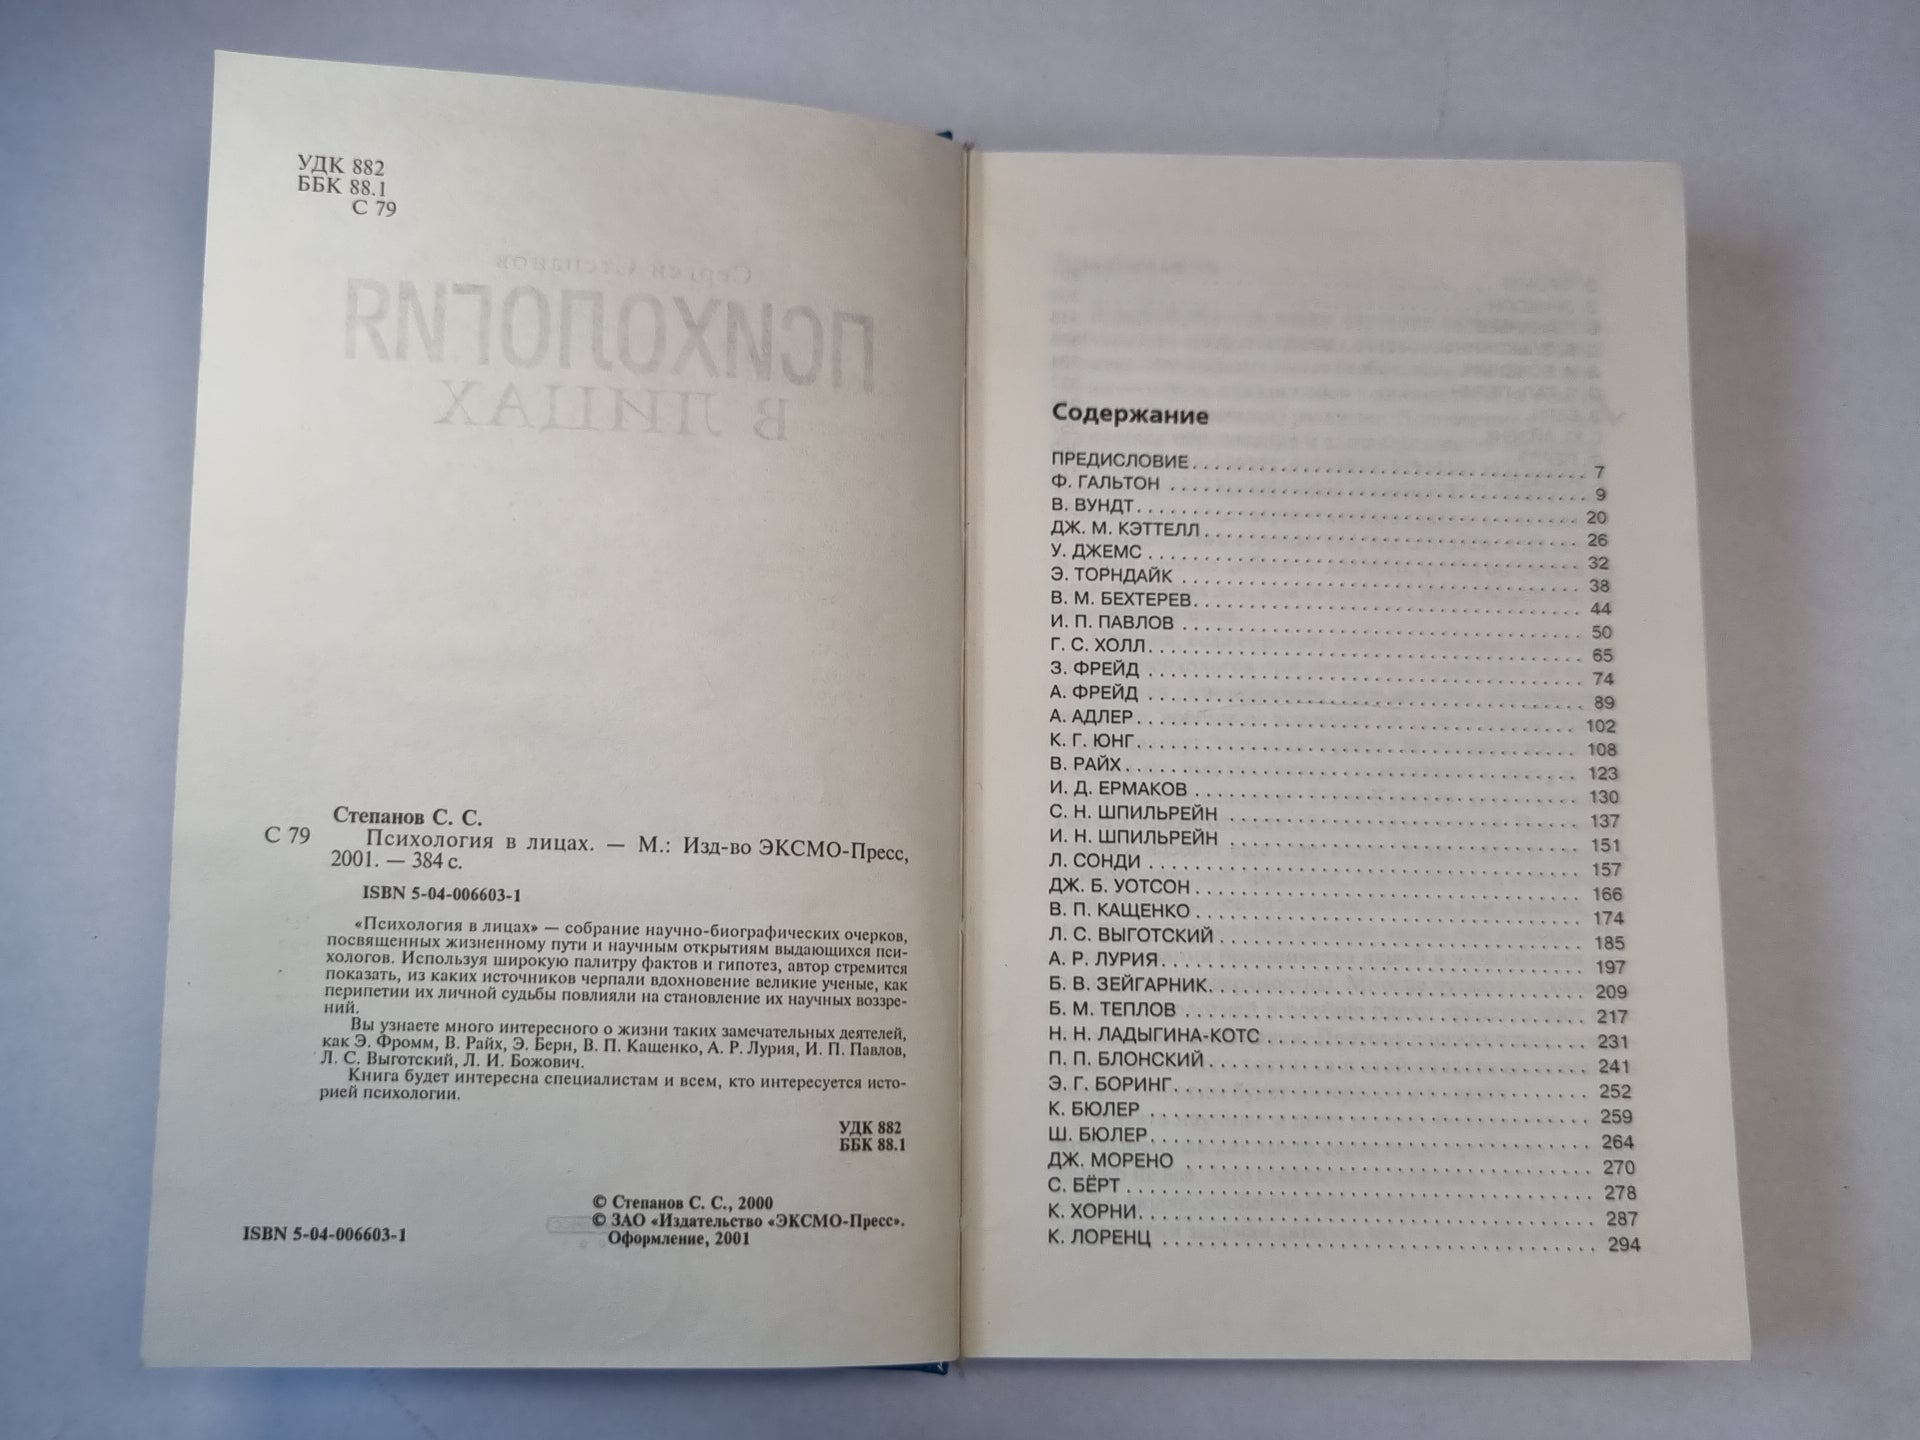 УДК 882
ББК 88.1
С 79
Сергей Степанов
ПСИХОЛОГИЯ
В ЛИЦАХ
Степанов С. С.
С 79 Психология в лицах. — М.: Изд-во ЭКСМО-Пресс,
2001. — 384 с.
ISBN 5-04-006603-1
«Психология в лицах» — собрание научно-биографических очерков,
посвященных жизненному пути и научным открытиям выдающихся пси-
хологов. Используя широкую палитру фактов и гипотез, автор стремится
показать, из каких источников черпали вдохновение великие ученые, как
перипетии их личной судьбы повлияли на становление их научных воззре-
ний.
Вы узнаете много интересного о жизни таких замечательных деятелей,
как Э. Фромм, В. Райх, Э. Берн, В. П. Кащенко, А. Р. Лурия, И. П. Павлов,
Л. С. Выготский, Л. И. Божович.
Книга будет интересна специалистам и всем, кто интересуется исто-
рией психологии.
УДК 882
ББК 88.1
© Степанов С. С., 2000
© ЗАО «Издательство «ЭКСМО-Пресс».
Оформление, 2001
ISBN 5-04-006603-1
Содержание
ПРЕДИСЛОВИЕ 7
Ф. ГАЛЬТОН 9
В. ВУНДТ 20
ДЖ. М. КЭТТЕЛЛ 26
У. ДЖЕМС 32
Э. ТОРНДАЙК 38
В. М. БЕХТЕРЕВ 44
И. П. ПАВЛОВ 50
Г. С. ХОЛЛ 65
З. ФРЕЙД 74
А. ФРЕЙД 89
А. АДЛЕР 102
К. Г. ЮНГ 108
В. РАЙХ 123
И. Д. ЕРМАКОВ 130
С. Н. ШПИЛЬРЕЙН 137
И. Н. ШПИЛЬРЕЙН 151
Л. СОНДИ 157
ДЖ. Б. УОТСОН 166
В. П. КАЩЕНКО 174
Л. С. ВЫГОТСКИЙ 185
А. Р. ЛУРИЯ 197
Б. В. ЗЕЙГАРНИК 209
Б. М. ТЕПЛОВ 217
Н. Н. ЛАДЫГИНА-КОТС 231
П. П. БЛОНСКИЙ 241
Э. Г. БОРИНГ 252
К. БЮЛЕР 259
Ш. БЮЛЕР 264
ДЖ. МОРЕНО 270
С. БЁРТ 278
К. ХОРНИ 287
К. ЛОРЕНЦ 294